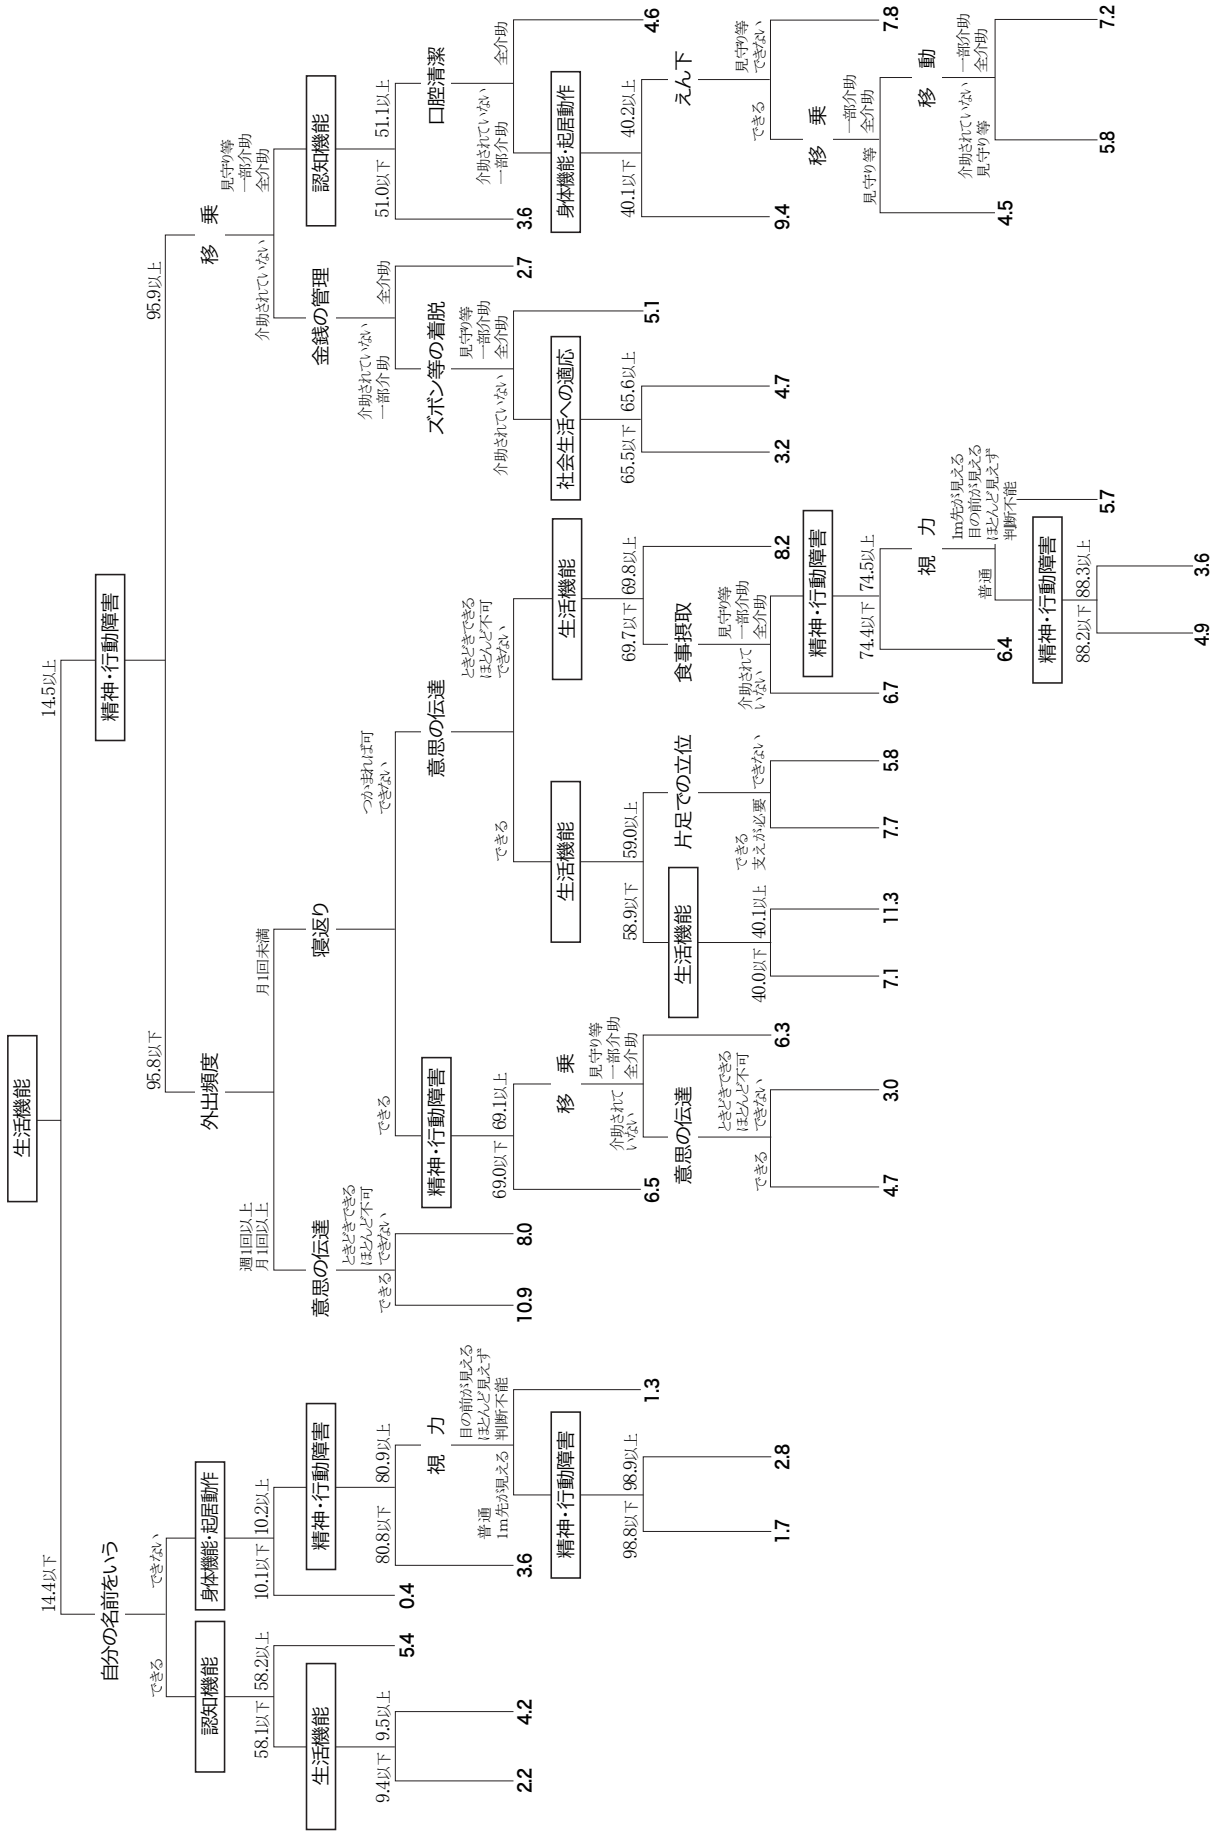 生活機能
14.4以下
14.5以上
自分の名前をいう
できる
できない
認知機能
58.1以下
58.2以上
生活機能
9.4以下
9.5以上
2.2
4.2
5.4
身体機能・起居動作
10.1以下
10.2以上
0.4
精神・行動障害
80.8以下
80.9以上
3.6
視 力
普通
1m先が見える
目の前が見える
ほとんど見えず
判断不能
精神・行動障害
98.8以下
98.9以上
1.7
2.8
1.3
精神・行動障害
95.8以下
95.9以上
外出頻度
週1回以上
月1回以上
月1回未満
意思の伝達
できる
ときどきできる
ほとんど不可
できない
10.9
8.0
寝返り
できる
つかまれば可
できない
精神・行動障害
69.0以下
69.1以上
6.5
移 乗
介助されて
いない
見守り等
一部介助
全介助
意思の伝達
できる
ときどきできる
ほとんど不可
できない
4.7
3.0
6.3
意思の伝達
できる
ときどきできる
ほとんど不可
できない
生活機能
58.9以下
59.0以上
生活機能
40.0以下
40.1以上
7.1
11.3
片足での立位
できる
支えが必要
できない
7.7
5.8
生活機能
69.7以下
69.8以上
食事摂取
介助されて
いない
見守り等
一部介助
全介助
6.7
精神・行動障害
74.4以下
74.5以上
6.4
視 力
普通
1m先が見える
目の前が見える
ほとんど見えず
判断不能
精神・行動障害
88.2以下
88.3以上
4.9
3.6
5.7
8.2
移 乗
介助されていない
見守り等
一部介助
全介助
金銭の管理
介助されていない
一部介助
全介助
ズボン等の着脱
介助されていない
見守り等
一部介助
全介助
社会生活への適応
65.5以下
65.6以上
3.2
4.7
5.1
2.7
認知機能
51.0以下
51.1以上
3.6
口腔清潔
介助されていない
一部介助
全介助
身体機能・起居動作
40.1以下
40.2以上
9.4
えん下
できる
見守り等
できない
移 乗
見守り等
一部介助
全介助
4.5
移 動
介助されていない
見守り等
一部介助
全介助
5.8
7.2
7.8
4.6